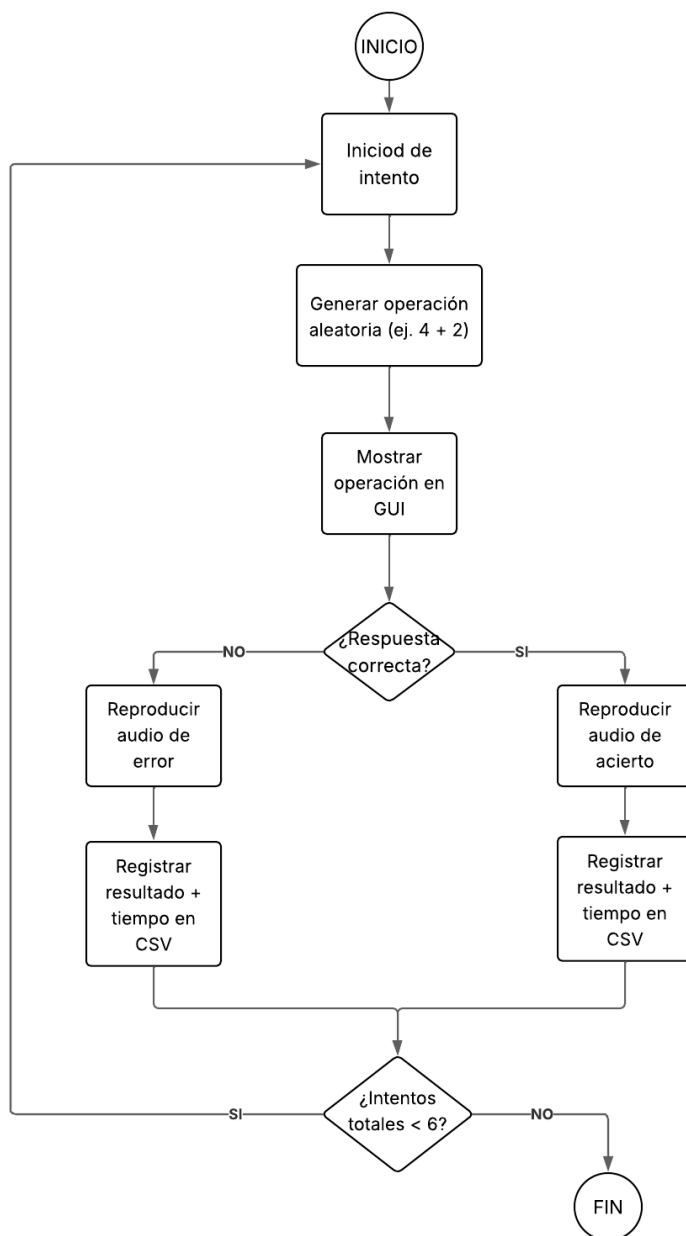 INICIO
Iniciod de
intento
Generar operación
aleatoria (ej. 4 + 2)
Mostrar
operación en
GUI
¿Respuesta
correcta?
NO
SI
Reproducir
audio de
error
Reproducir
audio de
acierto
Registrar
resultado +
tiempo en
CSV
Registrar
resultado +
tiempo en
CSV
¿Intentos
totales < 6?
SI
NO
FIN